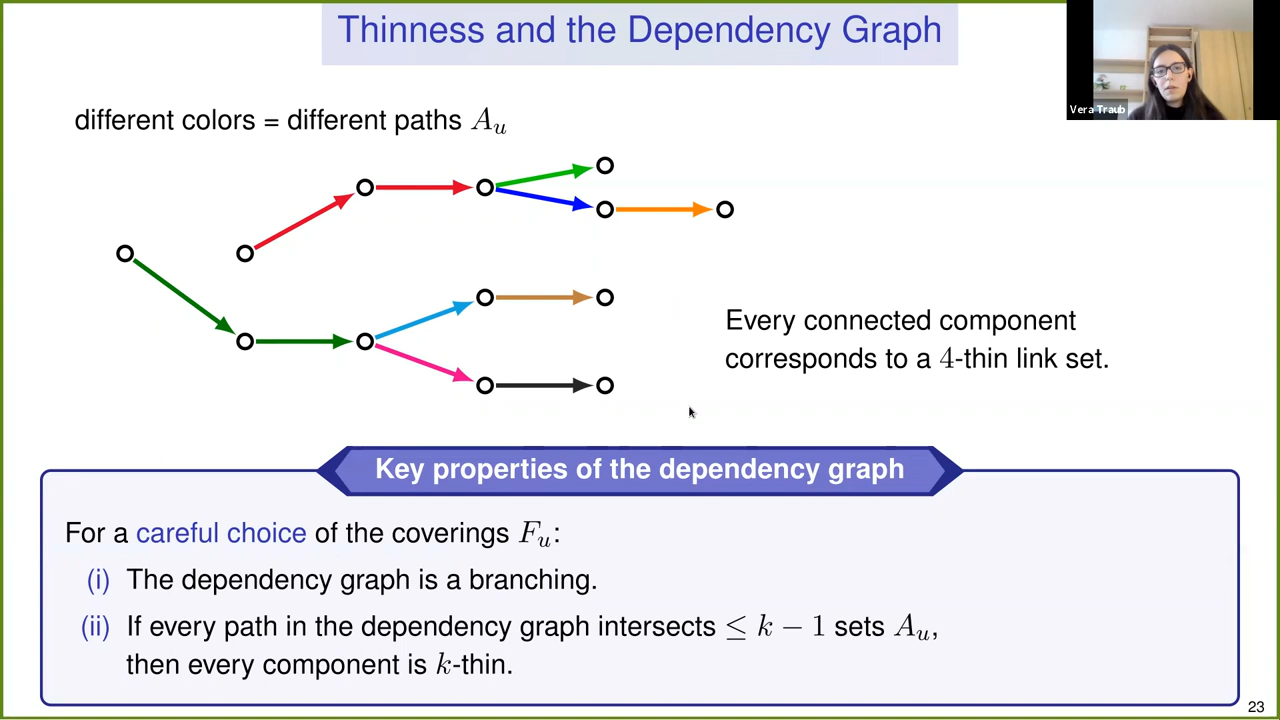 Thinness and the Dependency Graph
Vera Traub
different colors = different paths A_u
Every connected component
corresponds to a 4-thin link set.
Key properties of the dependency graph
For a careful choice of the coverings F_u:
(i) The dependency graph is a branching.
(ii) If every path in the dependency graph intersects ≤ k − 1 sets A_u,
then every component is k-thin.
23